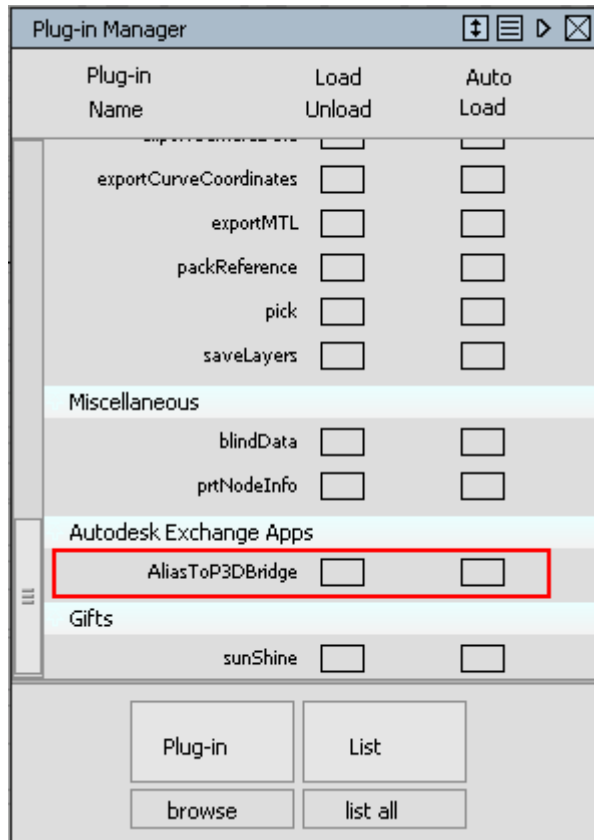 Plug-in Manager
Plug-in Load Auto
Name Unload Load
exportCurveCoordinates
exportMTL
packReference
pick
saveLayers
Miscellaneous
blindData
prtNodeInfo
Autodesk Exchange Apps
AliasToP3DBridge
Gifts
sunShine
Plug-in List
browse list all